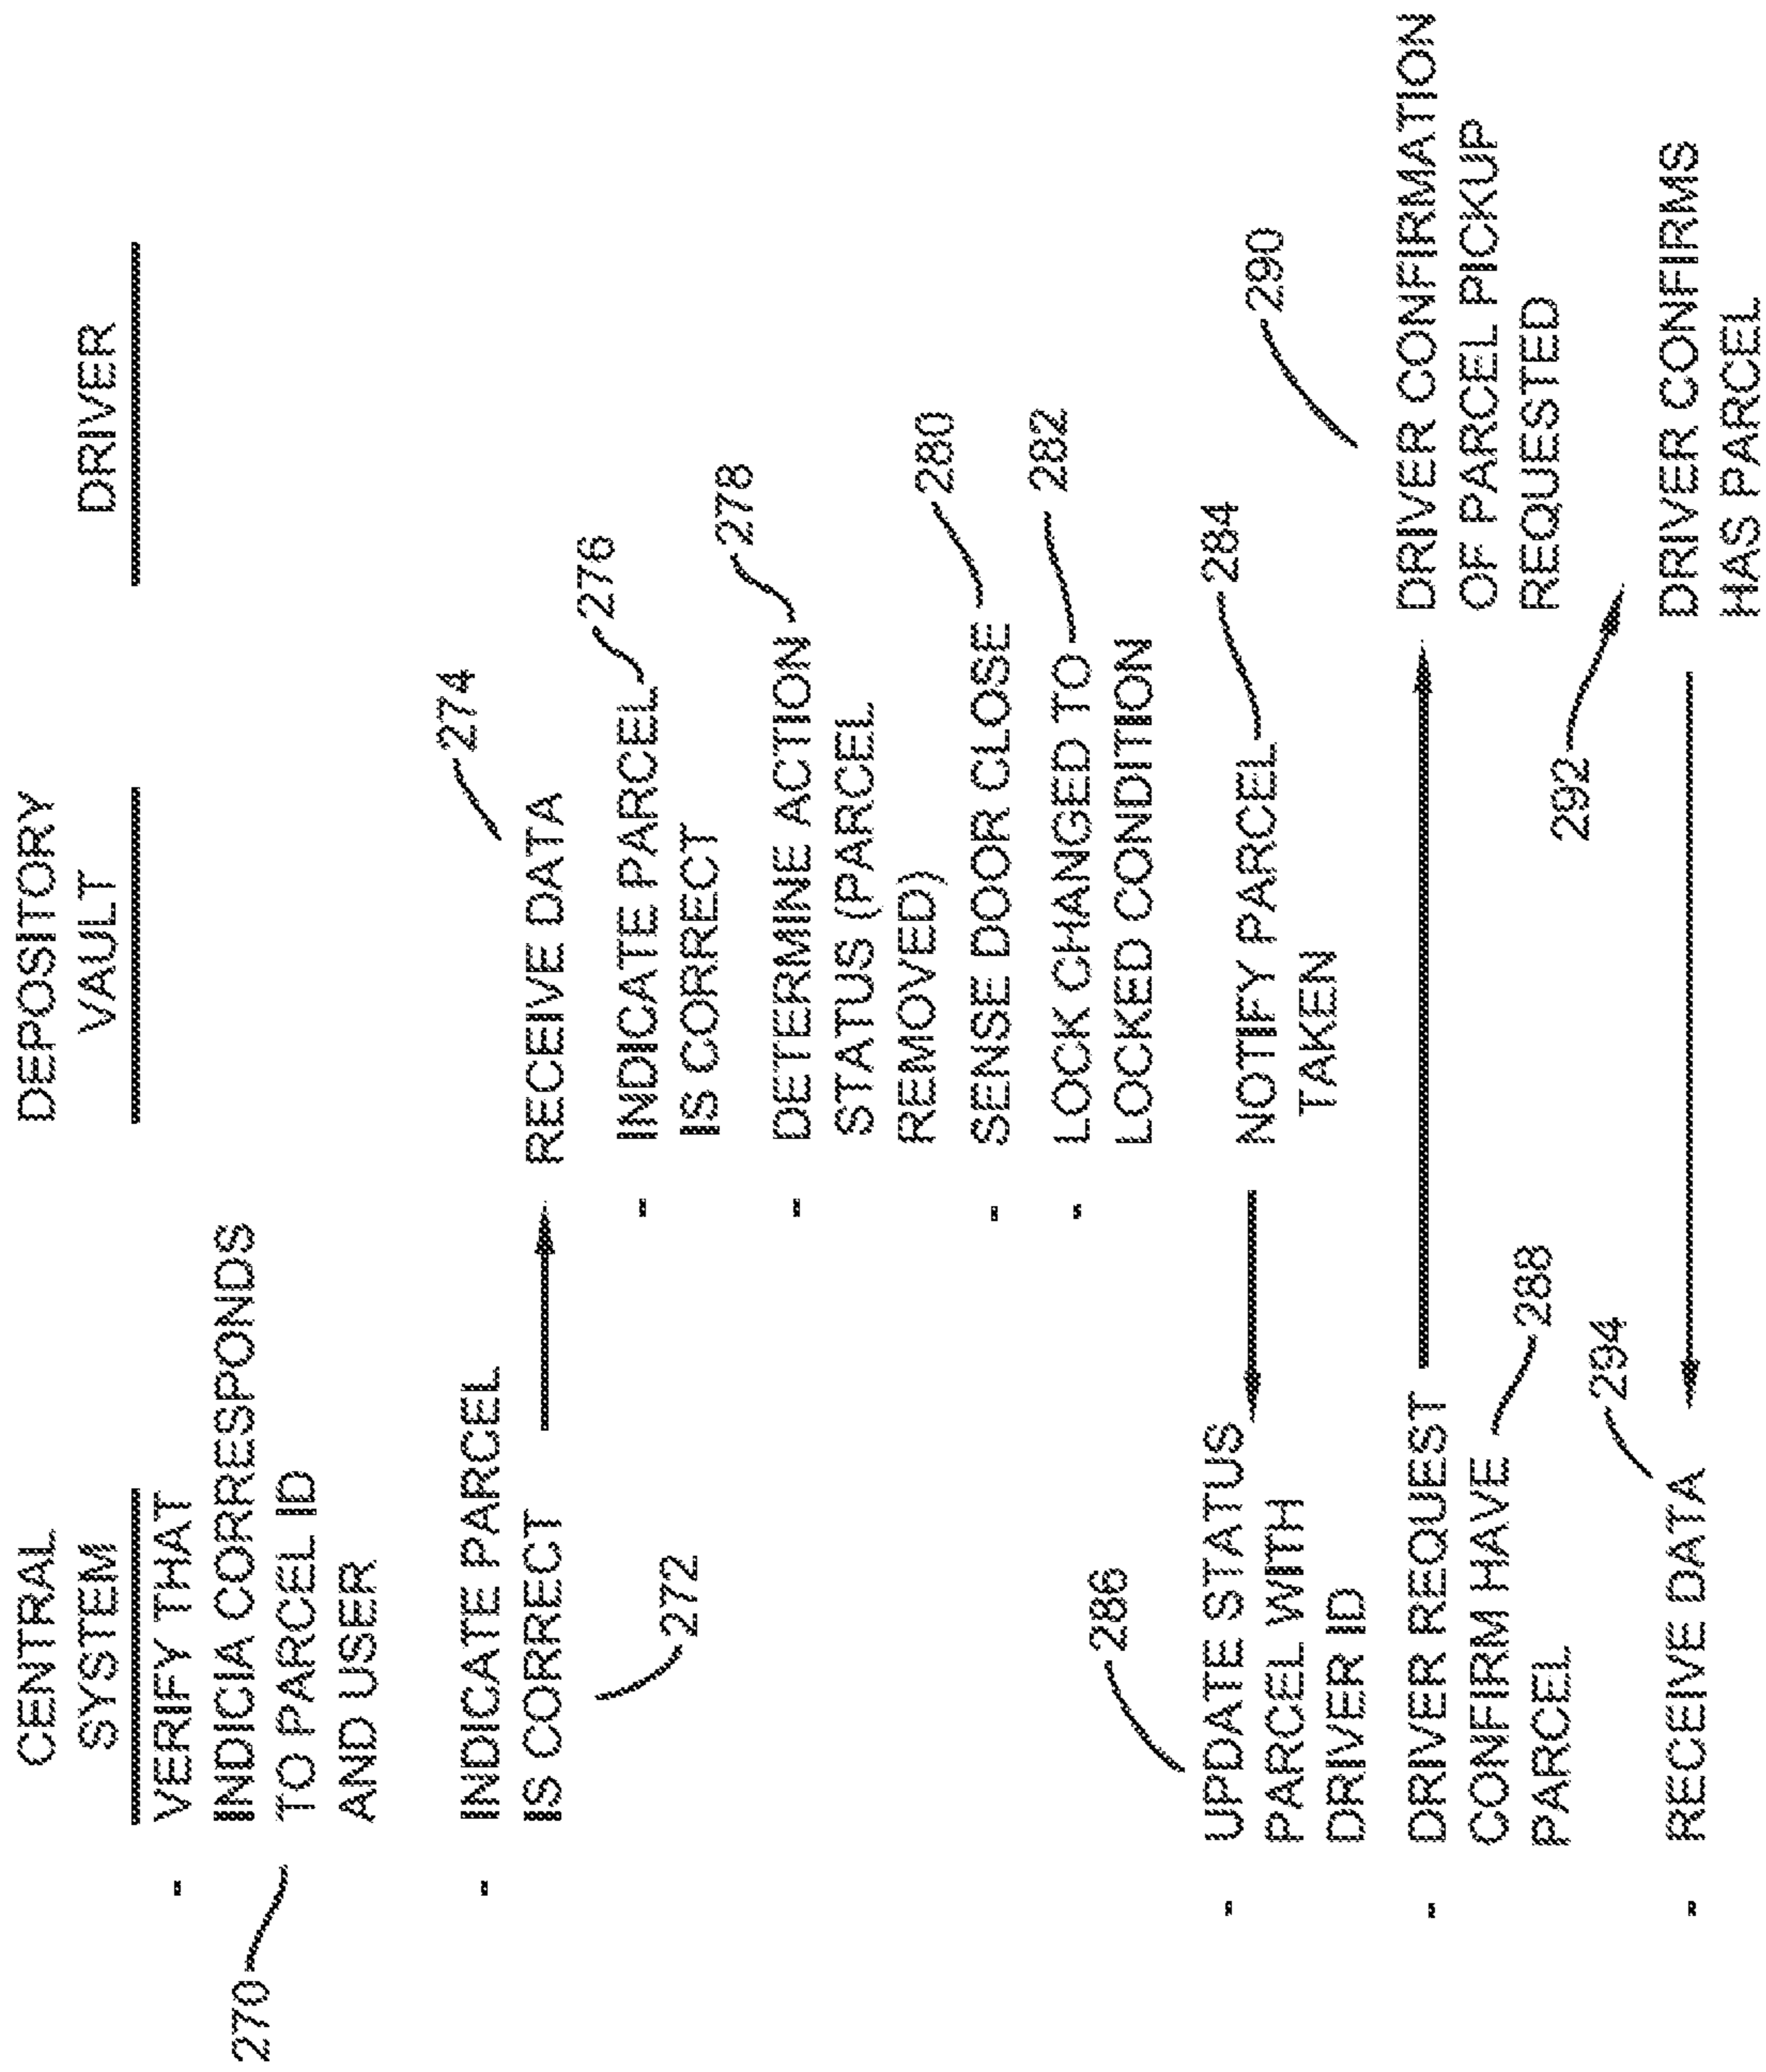 CENTRAL
SYSTEM
DEPOSITORY
VAULT
DRIVER
VERIFY THAT
INDICIA CORRESPONDS
TO PARCEL ID
AND USER
270
INDICATE PARCEL
IS CORRECT
272
RECEIVE DATA
274
INDICATE PARCEL
IS CORRECT
276
DETERMINE ACTION
STATUS (PARCEL
REMOVED)
278
SENSE DOOR CLOSE
280
LOCK CHANGED TO
LOCKED CONDITION
282
NOTIFY PARCEL
TAKEN
284
286
UPDATE STATUS
PARCEL WITH
DRIVER ID
DRIVER REQUEST
CONFIRM HAVE
PARCEL
288
290
DRIVER CONFIRMATION
OF PARCEL PICKUP
REQUESTED
292
DRIVER CONFIRMS
HAS PARCEL
294
RECEIVE DATA